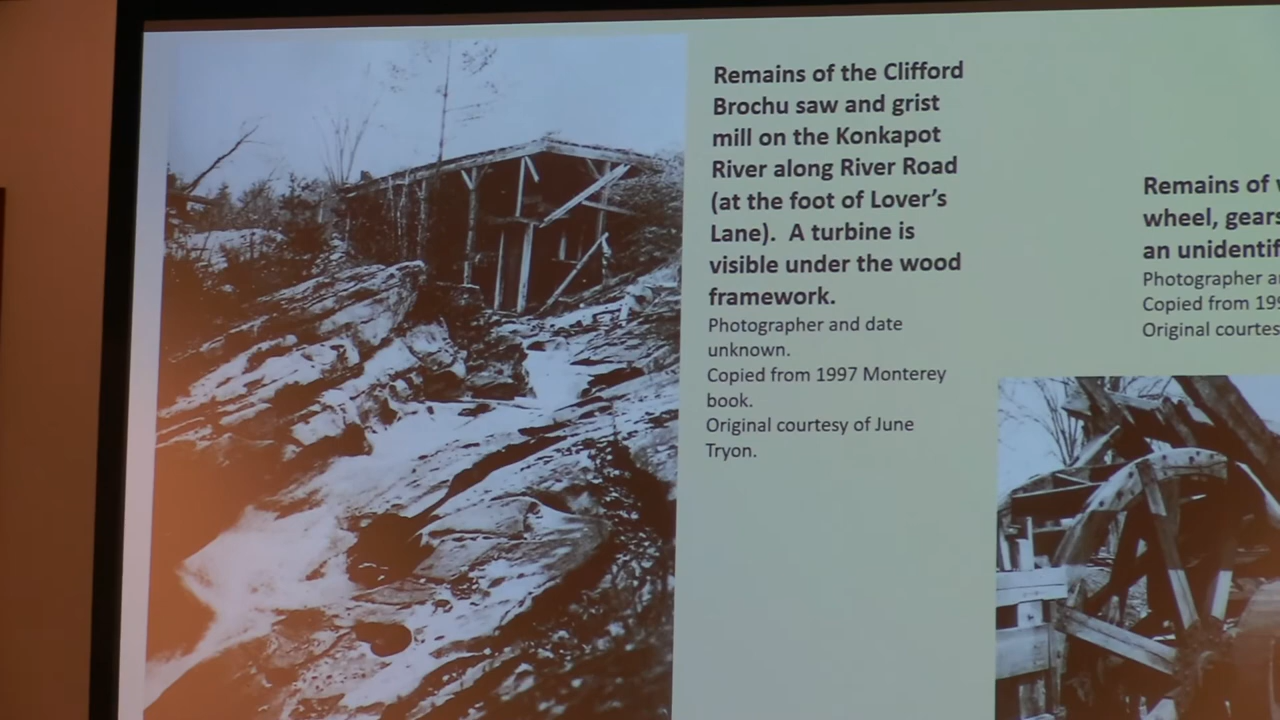 Remains of the Clifford
Brochu saw and grist
mill on the Konkapot
River along River Road
(at the foot of Lover's
Lane).  A turbine is
visible under the wood
framework.
Photographer and date
unknown.
Copied from 1997 Monterey
book.
Original courtesy of June
Tryon.
Remains of
wheel, gears
an
Photographer
Copied from
Original